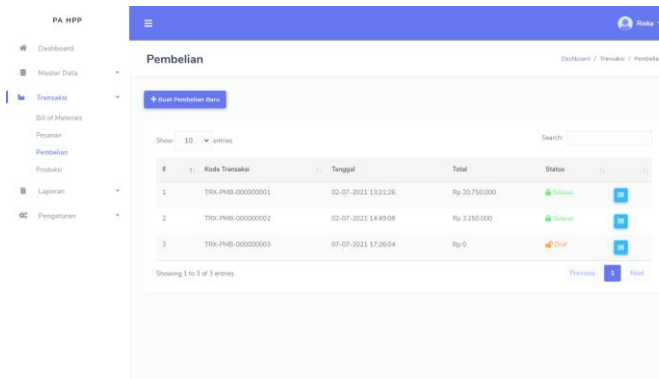 PA HPP
Riska
Dashboard
Master Data
Transaksi
Bill of Materials
Pesanan
Pembelian
Produksi
Laporan
Pengaturan
Pembelian
Dashboard / Transaksi / Pembelia
+ Buat Pembelian Baru
Show 10 entries
Search:
# Kode Transaksi Tanggal Total Status
1 TRX-PMB-000000001 02-07-2021 13:21:26 Rp 20.750.000 Selesai
2 TRX-PMB-000000002 02-07-2021 14:49:08 Rp 3.250.000 Selesai
3 TRX-PMB-000000003 07-07-2021 17:26:04 Rp 0 Draf
Showing 1 to 3 of 3 entries
Previous 1 Next